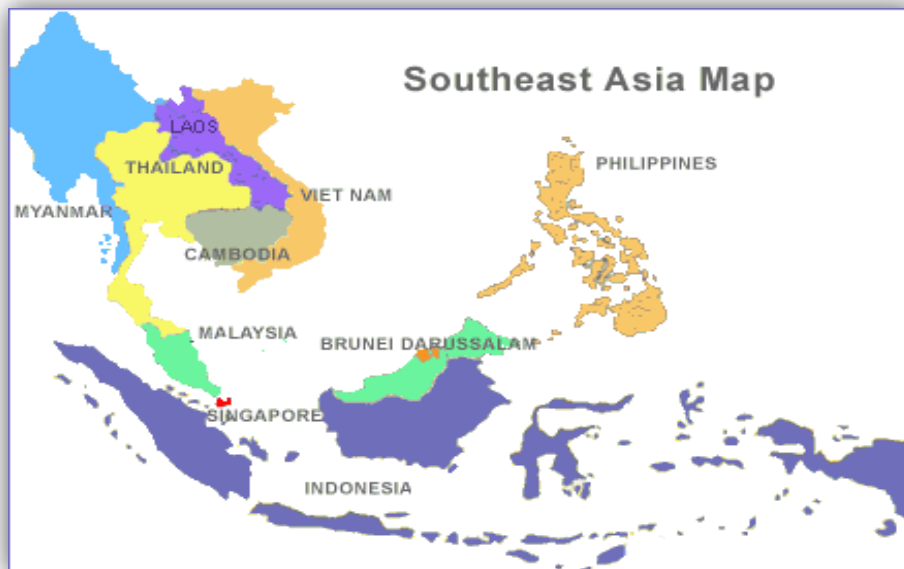 Southeast Asia Map
LAOS
PHILIPPINES
THAILAND
VIET NAM
MYANMAR
CAMBODIA
MALAYSIA
BRUNEI DARUSSALAM
SINGAPORE
INDONESIA